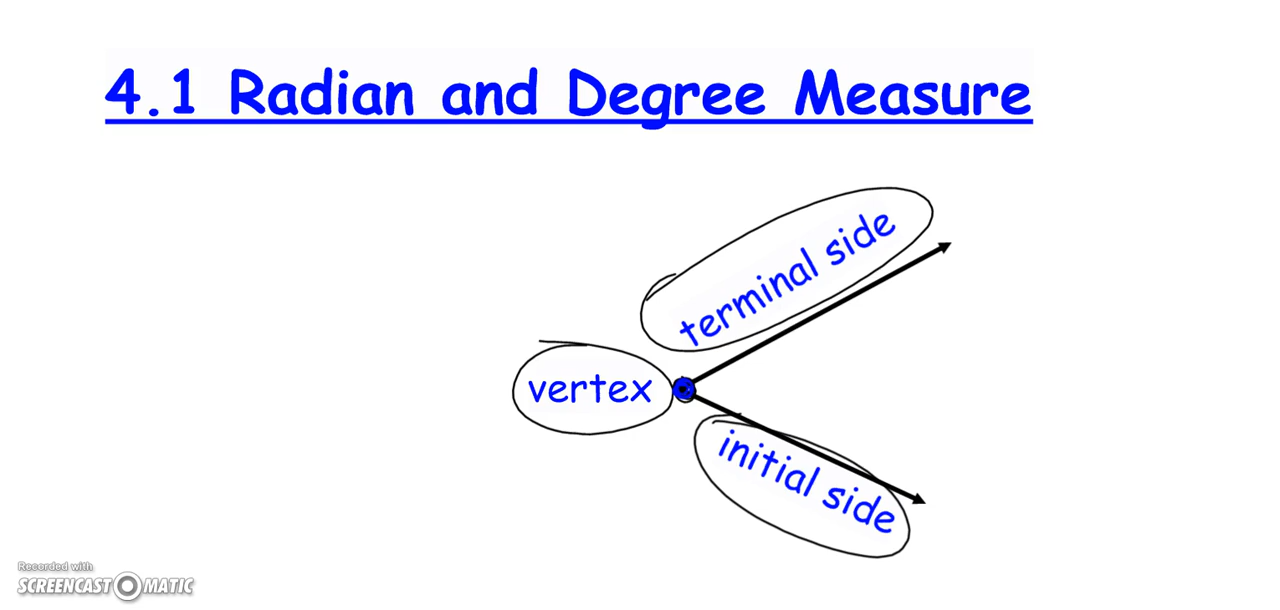 4.1 Radian and Degree Measure
terminal side
vertex
initial side
Recorded with
SCREENCAST MATIC